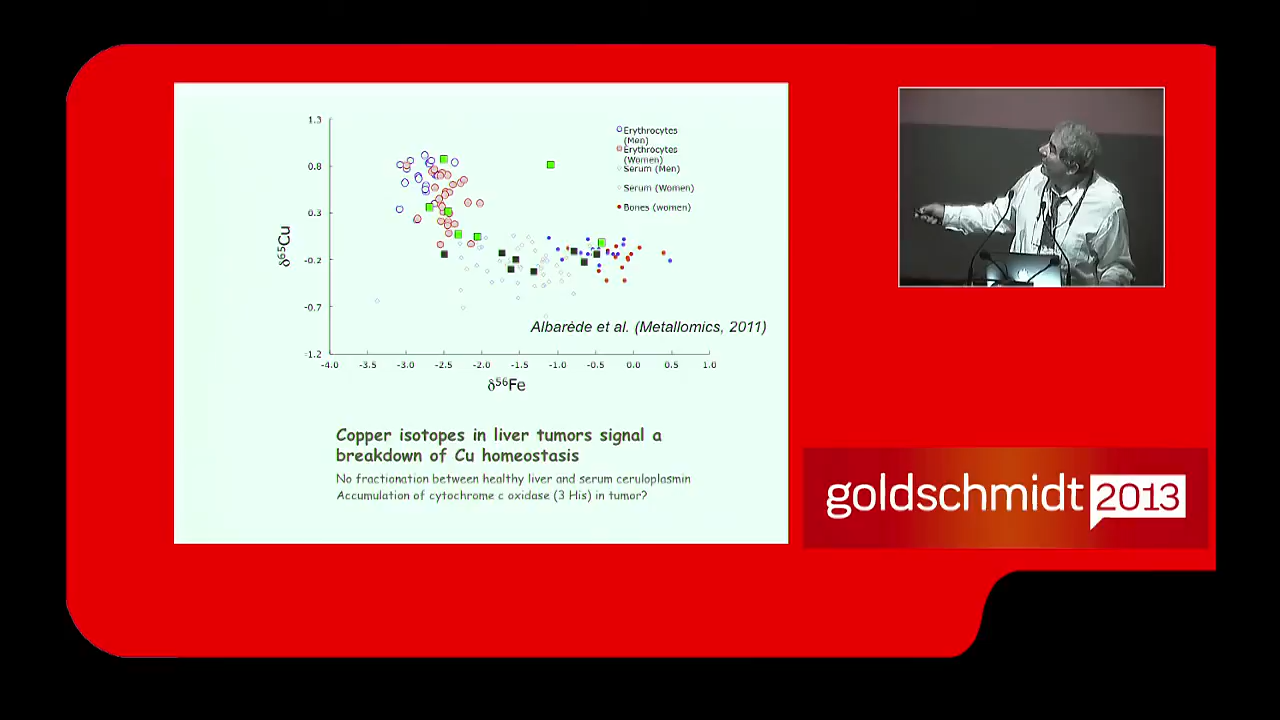 1.3
0.8
0.3
-0.2
-0.7
-1.2
δ65Cu
-4.0 -3.5 -3.0 -2.5 -2.0 -1.5 -1.0 -0.5 0.0 0.5 1.0
δ56Fe
Erythrocytes
(Men)
Erythrocytes
(Women)
Serum (Men)
Serum (Women)
Bones (women)
Albarède et al. (Metallomics, 2011)
Copper isotopes in liver tumors signal a
breakdown of Cu homeostasis
No fractionation between healthy liver and serum ceruloplasmin
Accumulation of cytochrome c oxidase (3 His) in tumor?
goldschmidt 2013